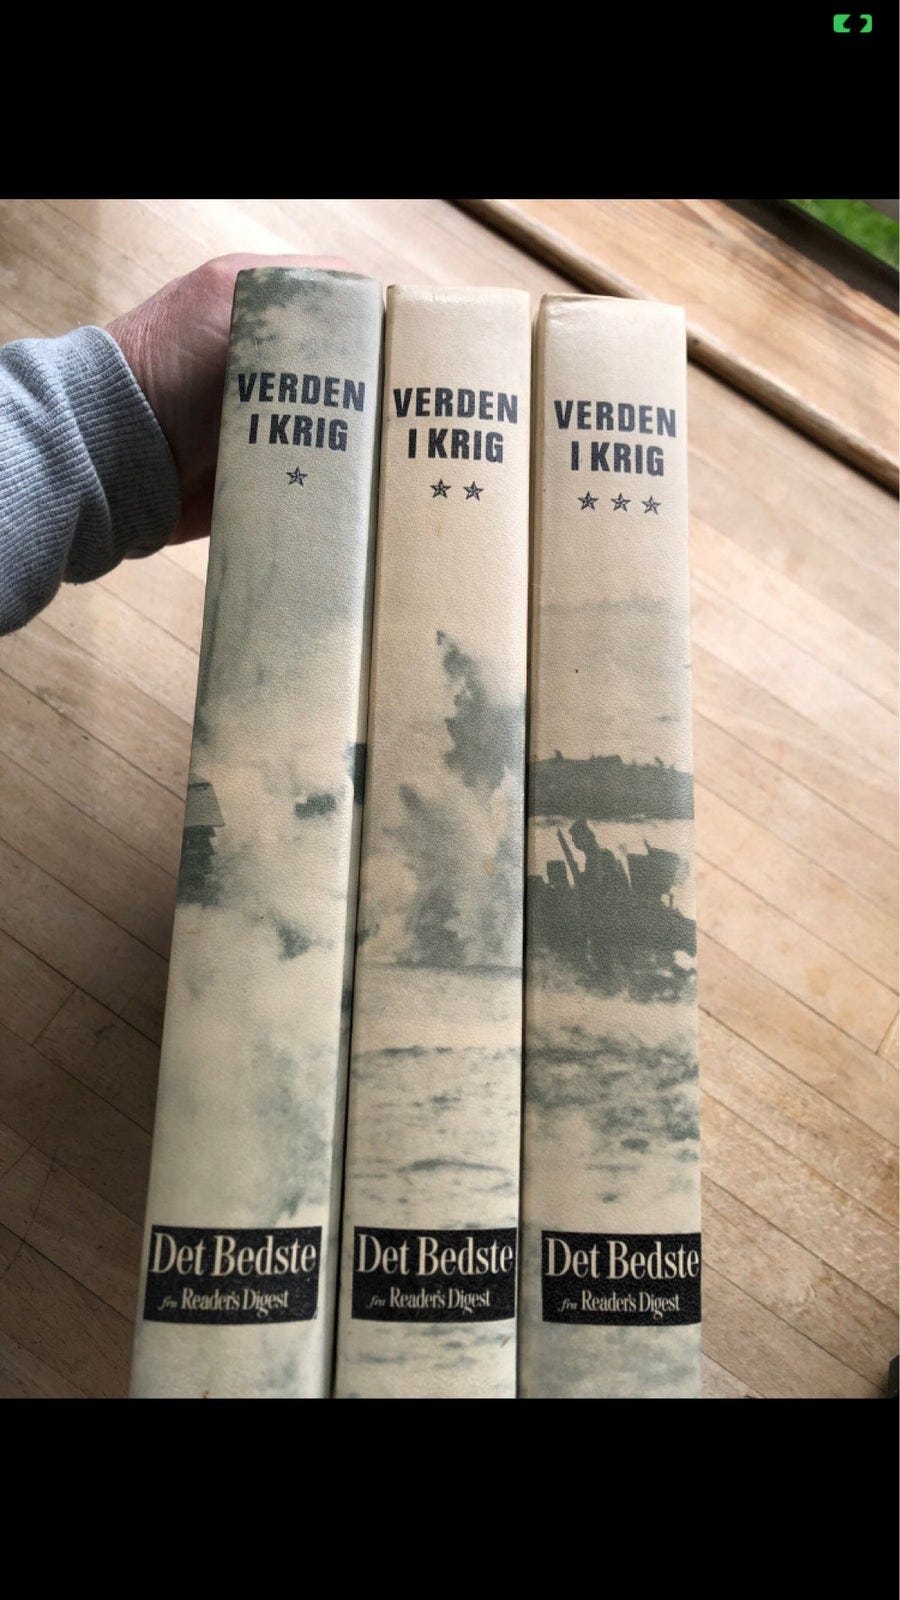 VERDEN
I KRIG
VERDEN
I KRIG
VERDEN
I KRIG
Det Bedste
fra Reader's Digest
Det Bedste
fra Reader's Digest
Det Bedste
fra Reader's Digest